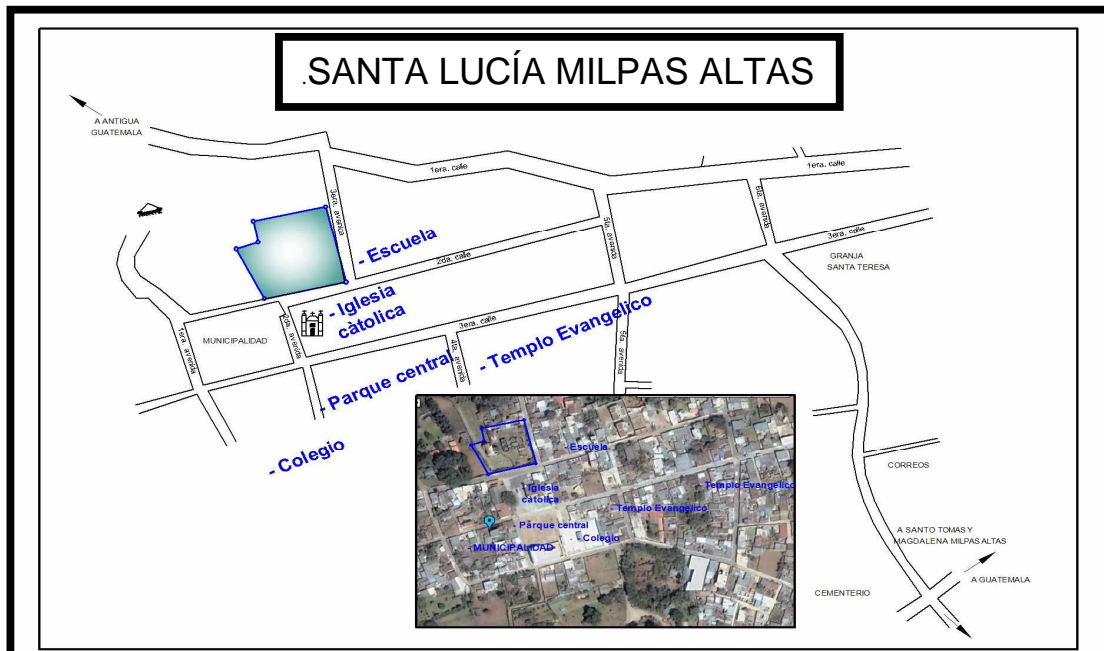 .SANTA LUCÍA MILPAS ALTAS
A ANTIGUA
GUATEMALA
1era. calle
1era. calle
3era. avenida
6ta. avenida
5ta. avenida
3era. calle
- Escuela
2da. calle
GRANJA
SANTA TERESA
- Iglesia
càtolica
2da. avenida
1era. avenida
MUNICIPALIDAD
3era. calle
4ta. avenida
5ta. avenida
- Templo Evangelico
- Parque central
- Colegio
- Escuela
- Iglesia
càtolica
- Templo Evangelico
- Templo Evangelico
- Parque central
- Colegio
- MUNICIPALIDAD
CORREOS
A SANTO TOMAS Y
MAGDALENA MILPAS ALTAS
A GUATEMALA
CEMENTERIO